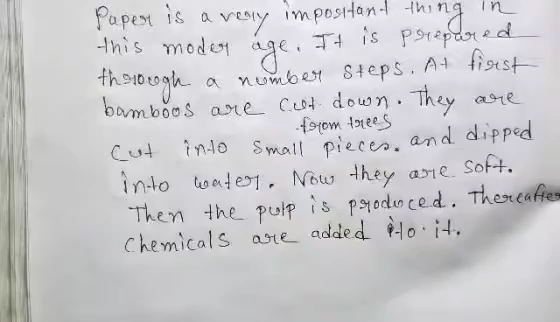 Paper is a very important thing in
this moder age. It is prepared
through a number steps. At first
bamboos are cut down. They are
from trees
cut into small pieces. and dipped
into water. Now they are soft.
Then the pulp is produced. Thereafter
chemicals are added to it.